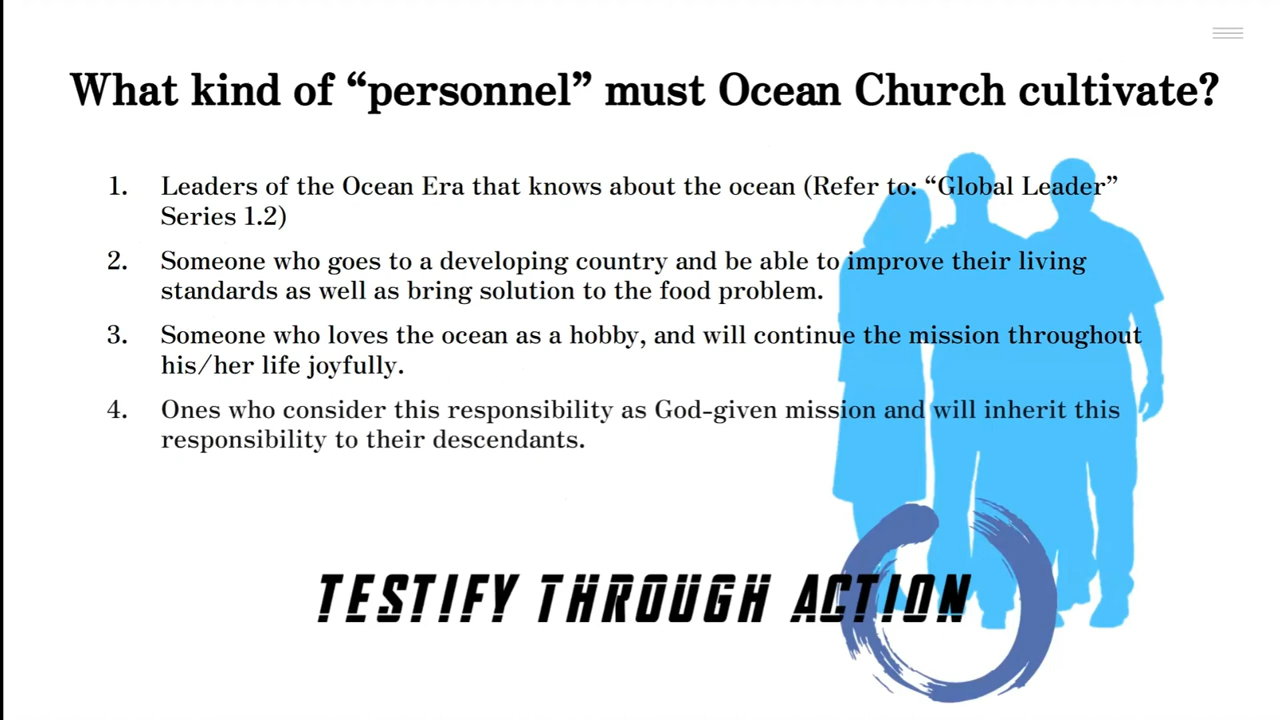 What kind of “personnel” must Ocean Church cultivate?
1. Leaders of the Ocean Era that knows about the ocean (Refer to: “Global Leader”
Series 1.2)
2. Someone who goes to a developing country and be able to improve their living
standards as well as bring solution to the food problem.
3. Someone who loves the ocean as a hobby, and will continue the mission throughout
his/her life joyfully.
4. Ones who consider this responsibility as God-given mission and will inherit this
responsibility to their descendants.
TESTIFY THROUGH ACTION